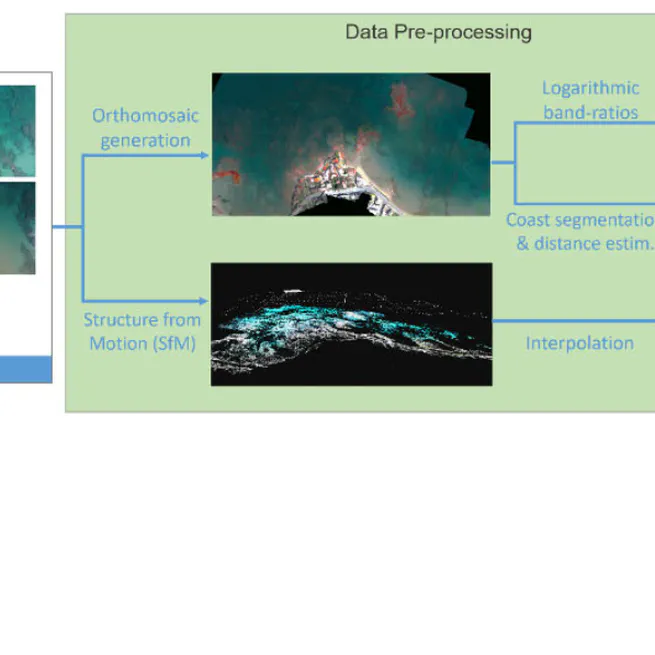 Data Pre-processing
Orthomosaic
generation
Logarithmic
band-ratios
Coast segmentatio
& distance estim.
Structure from
Motion (SfM)
Interpolation